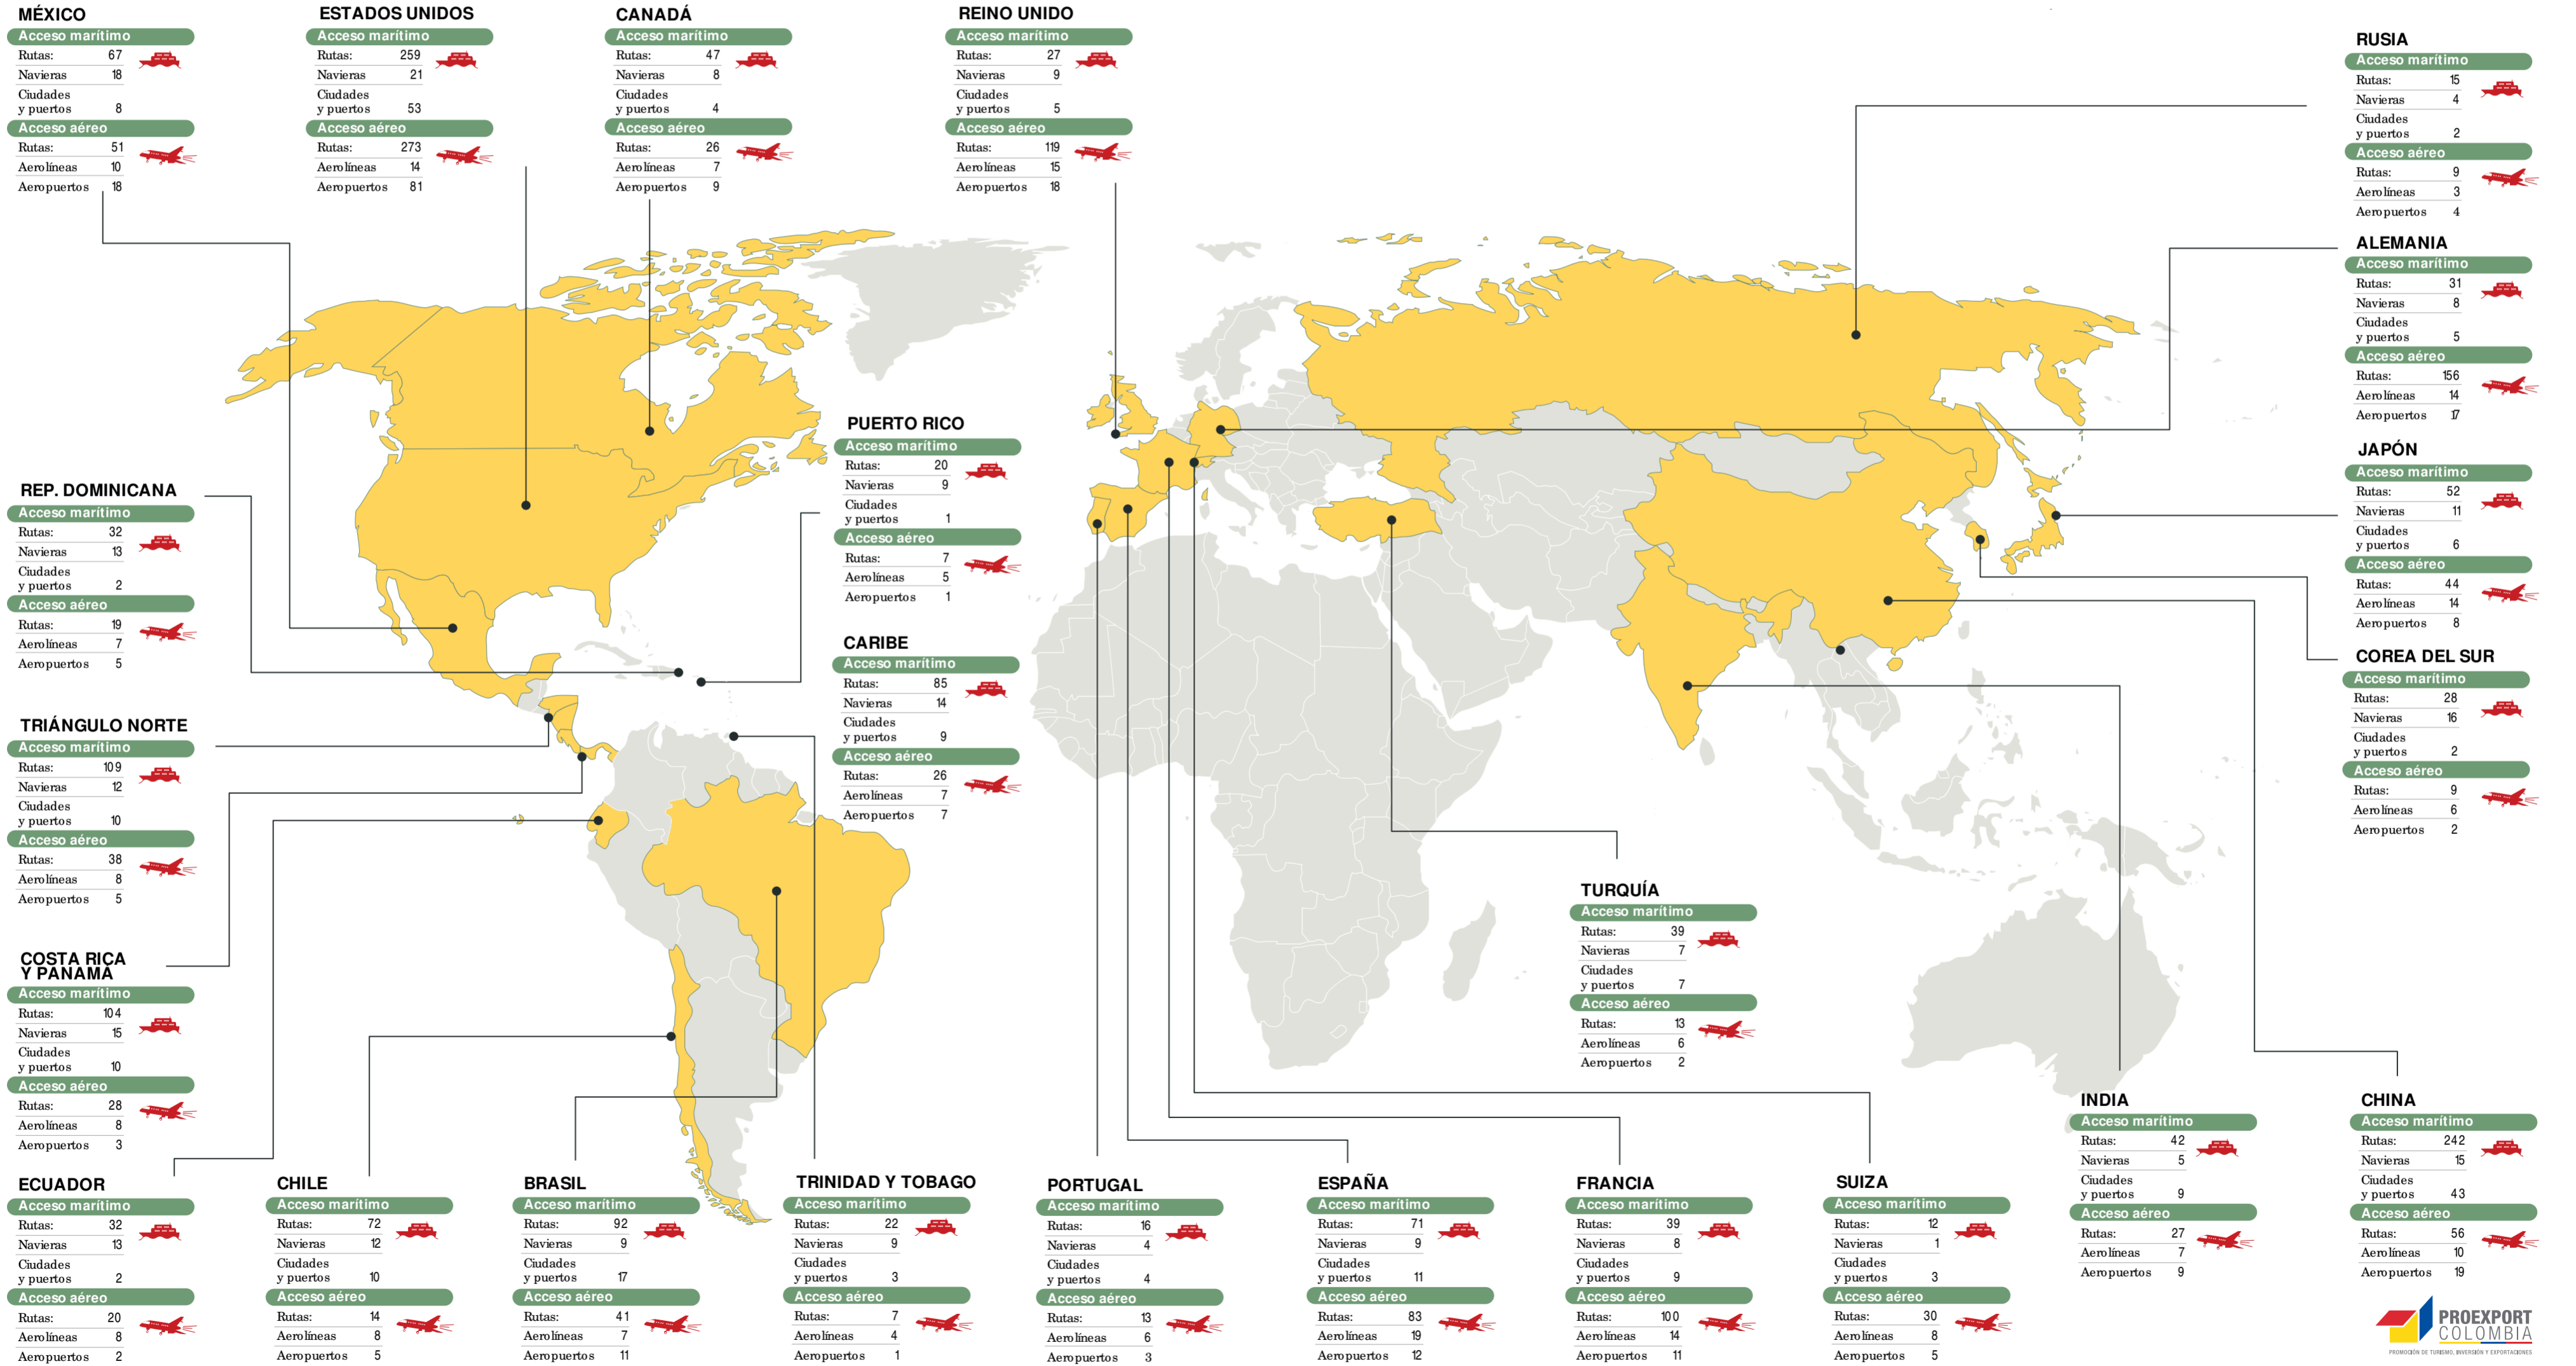 MÉXICO
Acceso marítimo
Rutas: 67
Navieras 18
Ciudades
y puertos 8
Acceso aéreo
Rutas: 51
Aerolíneas 10
Aeropuertos 18
ESTADOS UNIDOS
Acceso marítimo
Rutas: 259
Navieras 21
Ciudades
y puertos 53
Acceso aéreo
Rutas: 273
Aerolíneas 14
Aeropuertos 81
CANADÁ
Acceso marítimo
Rutas: 47
Navieras 8
Ciudades
y puertos 4
Acceso aéreo
Rutas: 26
Aerolíneas 7
Aeropuertos 9
REINO UNIDO
Acceso marítimo
Rutas: 27
Navieras 9
Ciudades
y puertos 5
Acceso aéreo
Rutas: 119
Aerolíneas 15
Aeropuertos 18
RUSIA
Acceso marítimo
Rutas: 15
Navieras 4
Ciudades
y puertos 2
Acceso aéreo
Rutas: 9
Aerolíneas 3
Aeropuertos 4
ALEMANIA
Acceso marítimo
Rutas: 31
Navieras 8
Ciudades
y puertos 5
Acceso aéreo
Rutas: 156
Aerolíneas 14
Aeropuertos 17
JAPÓN
Acceso marítimo
Rutas: 52
Navieras 11
Ciudades
y puertos 6
Acceso aéreo
Rutas: 44
Aerolíneas 14
Aeropuertos 8
COREA DEL SUR
Acceso marítimo
Rutas: 28
Navieras 16
Ciudades
y puertos 2
Acceso aéreo
Rutas: 9
Aerolíneas 6
Aeropuertos 2
PUERTO RICO
Acceso marítimo
Rutas: 20
Navieras 9
Ciudades
y puertos 1
Acceso aéreo
Rutas: 7
Aerolíneas 5
Aeropuertos 1
CARIBE
Acceso marítimo
Rutas: 85
Navieras 14
Ciudades
y puertos 9
Acceso aéreo
Rutas: 26
Aerolíneas 7
Aeropuertos 7
REP. DOMINICANA
Acceso marítimo
Rutas: 32
Navieras 13
Ciudades
y puertos 2
Acceso aéreo
Rutas: 19
Aerolíneas 7
Aeropuertos 5
TRIÁNGULO NORTE
Acceso marítimo
Rutas: 109
Navieras 12
Ciudades
y puertos 10
Acceso aéreo
Rutas: 38
Aerolíneas 8
Aeropuertos 5
COSTA RICA
Y PANAMÁ
Acceso marítimo
Rutas: 104
Navieras 15
Ciudades
y puertos 10
Acceso aéreo
Rutas: 28
Aerolíneas 8
Aeropuertos 3
TURQUÍA
Acceso marítimo
Rutas: 39
Navieras 7
Ciudades
y puertos 7
Acceso aéreo
Rutas: 13
Aerolíneas 6
Aeropuertos 2
ECUADOR
Acceso marítimo
Rutas: 32
Navieras 13
Ciudades
y puertos 2
Acceso aéreo
Rutas: 20
Aerolíneas 8
Aeropuertos 2
CHILE
Acceso marítimo
Rutas: 72
Navieras 12
Ciudades
y puertos 10
Acceso aéreo
Rutas: 14
Aerolíneas 8
Aeropuertos 5
BRASIL
Acceso marítimo
Rutas: 92
Navieras 9
Ciudades
y puertos 17
Acceso aéreo
Rutas: 41
Aerolíneas 7
Aeropuertos 11
TRINIDAD Y TOBAGO
Acceso marítimo
Rutas: 22
Navieras 9
Ciudades
y puertos 3
Acceso aéreo
Rutas: 7
Aerolíneas 4
Aeropuertos 1
PORTUGAL
Acceso marítimo
Rutas: 16
Navieras 4
Ciudades
y puertos 4
Acceso aéreo
Rutas: 13
Aerolíneas 6
Aeropuertos 3
ESPAÑA
Acceso marítimo
Rutas: 71
Navieras 9
Ciudades
y puertos 11
Acceso aéreo
Rutas: 83
Aerolíneas 19
Aeropuertos 12
FRANCIA
Acceso marítimo
Rutas: 39
Navieras 8
Ciudades
y puertos 9
Acceso aéreo
Rutas: 100
Aerolíneas 14
Aeropuertos 11
SUIZA
Acceso marítimo
Rutas: 12
Navieras 1
Ciudades
y puertos 3
Acceso aéreo
Rutas: 30
Aerolíneas 8
Aeropuertos 5
INDIA
Acceso marítimo
Rutas: 42
Navieras 5
Ciudades
y puertos 9
Acceso aéreo
Rutas: 27
Aerolíneas 7
Aeropuertos 9
CHINA
Acceso marítimo
Rutas: 242
Navieras 15
Ciudades
y puertos 43
Acceso aéreo
Rutas: 56
Aerolíneas 10
Aeropuertos 19
PROEXPORT
COLOMBIA
PROMOCIÓN DE TURISMO, INVERSIÓN Y EXPORTACIONES